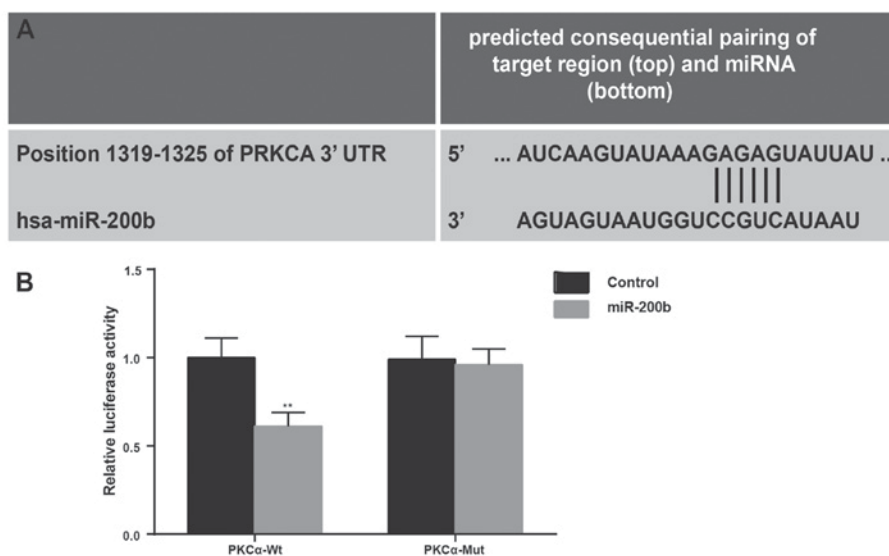 A
predicted consequential pairing of
target region (top) and miRNA
(bottom)
Position 1319-1325 of PRKCA 3' UTR 5' ... AUCAAGUAUAAAGAGAGUAUUAU ...
hsa-miR-200b 3' AGUAGUAAUGGUCCGUCAUAAU
B
Relative luciferase activity
1.5
1.0
0.5
0.0
Control
miR-200b
**
PKCα-Wt PKCα-Mut